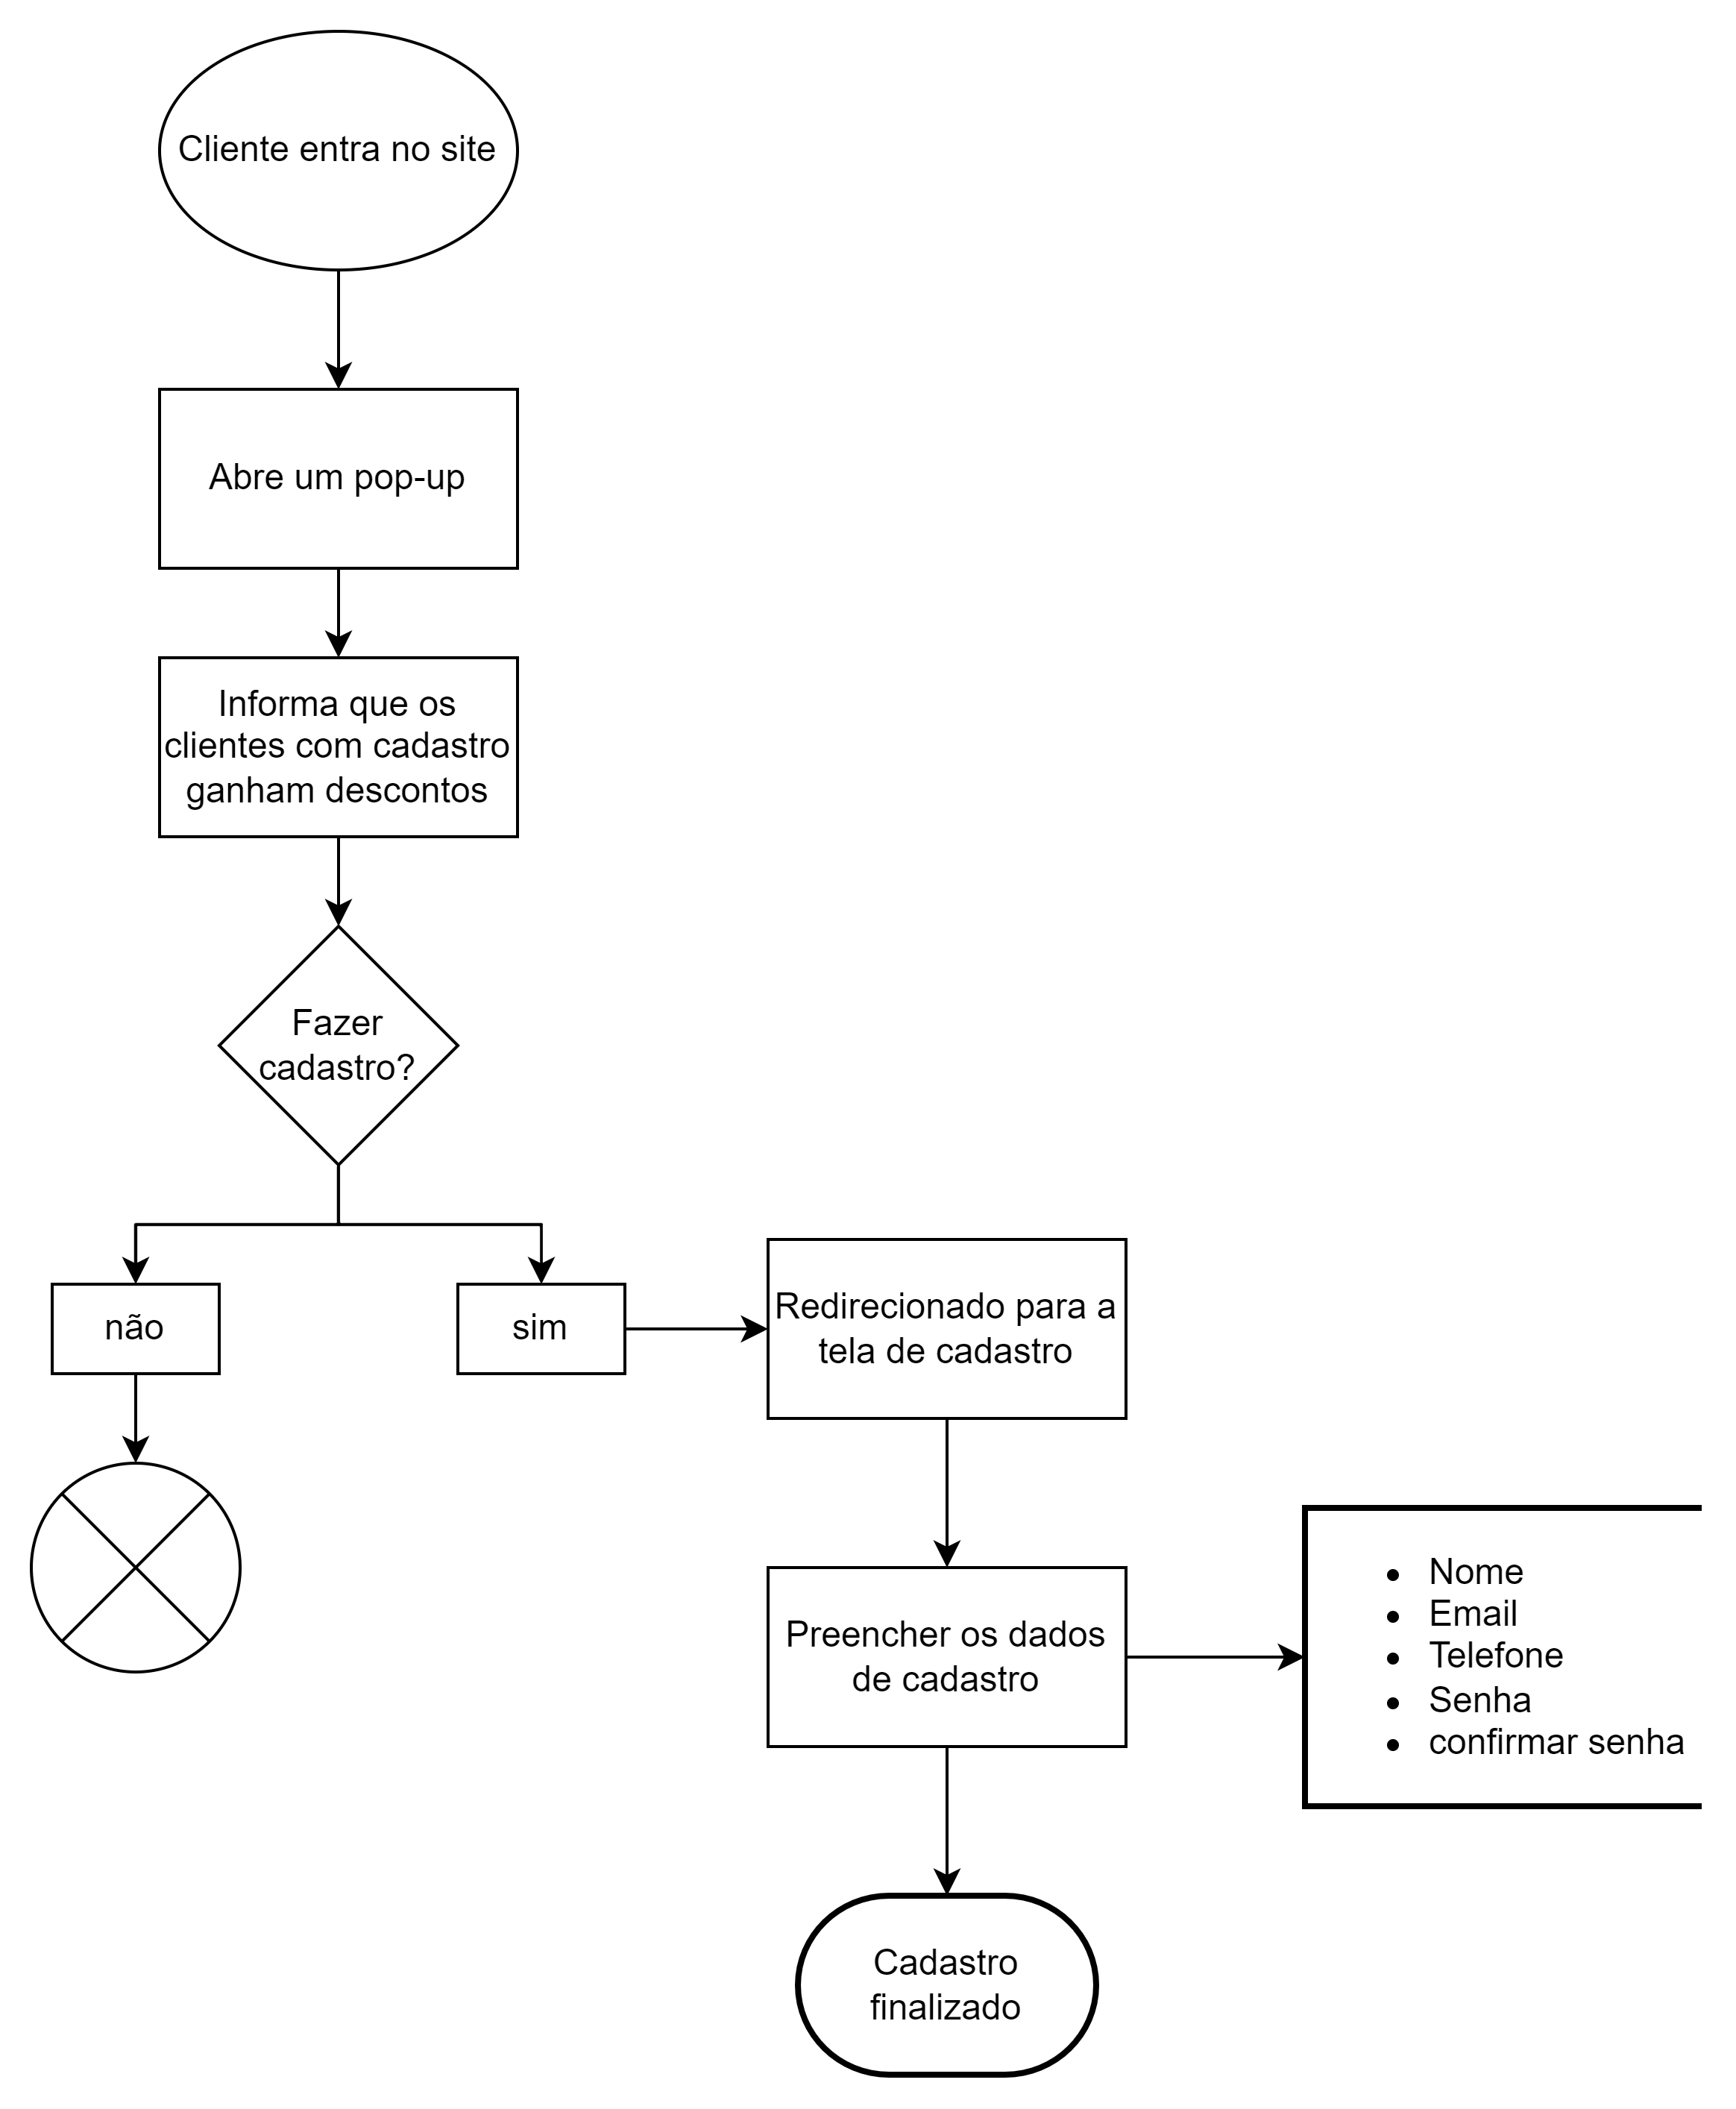 Cliente entra no site
Abre um pop-up
Informa que os
clientes com cadastro
ganham descontos
Fazer
cadastro?
não
sim
Redirecionado para a
tela de cadastro
Preencher os dados
de cadastro
Nome
Email
Telefone
Senha
confirmar senha
Cadastro
finalizado